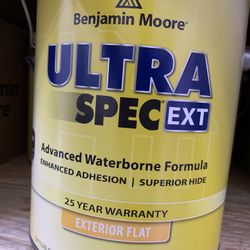 Benjamin Moore®
ULTRA
SPEC® EXT
Advanced Waterborne Formula
ENHANCED ADHESION | SUPERIOR HIDE
25 YEAR WARRANTY
EXTERIOR FLAT